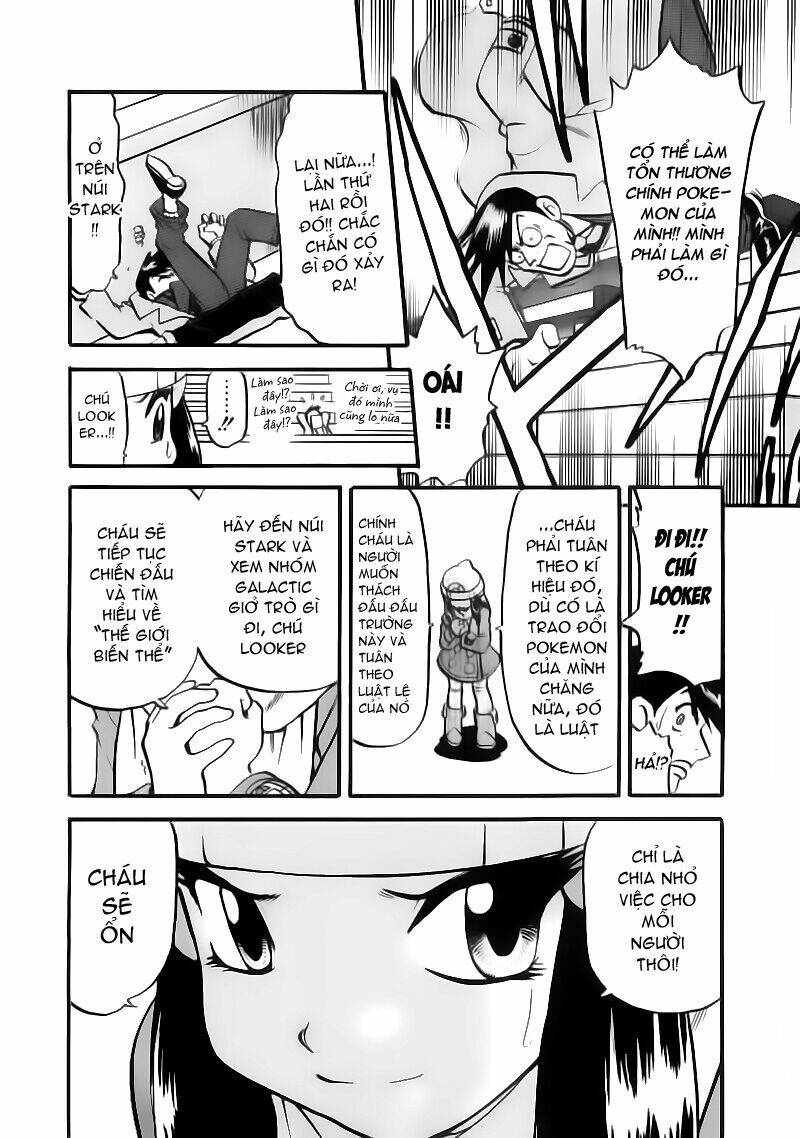 CÓ THỂ LÀM
TỔN THƯƠNG
CHÍNH POKE-
MON CỦA
MÌNH!! MÌNH
PHẢI LÀM GÌ
ĐÓ...
OÁI
!!
LẠI NỮA...!
LẦN THỨ
HAI RỒI
ĐÓ!! CHẮC
CHẮN CÓ
GÌ ĐÓ XẢY
RA!
Ở
TRÊN
NÚI
STARK
!!
Chời ơi, vụ
đó mình
cũng lo nữa
Làm sao
đây!?
Làm sao
đây!?
......
CHÚ
LOOK
ER...!!
ĐI ĐI!!
CHÚ
LOOKER
!!
HẢ!?
...CHÁU
PHẢI TUÂN
THEO KÍ
HIỆU ĐÓ,
DÙ CÓ LÀ
TRAO ĐỔI
POKEMON
CỦA MÌNH
CHĂNG
NỮA, ĐÓ
LÀ LUẬT
CHÍNH
CHÁU LÀ
NGƯỜI
MUỐN
THÁCH
ĐẤU ĐẤU
TRƯỜNG
NÀY VÀ
TUÂN
THEO
LUẬT LỆ
CỦA NÓ
HÃY ĐẾN NÚI
STARK VÀ
XEM NHÓM
GALACTIC
GIỞ TRÒ GÌ
ĐI, CHÚ
LOOKER
CHÁU SẼ
TIẾP TỤC
CHIẾN ĐẤU
VÀ TÌM
HIỂU VỀ
"THẾ GIỚI
BIẾN THỂ"
CHỈ LÀ
CHIA NHỎ
VIỆC CHO
MỖI
NGƯỜI
THÔI!
CHÁU
SẼ
ỔN